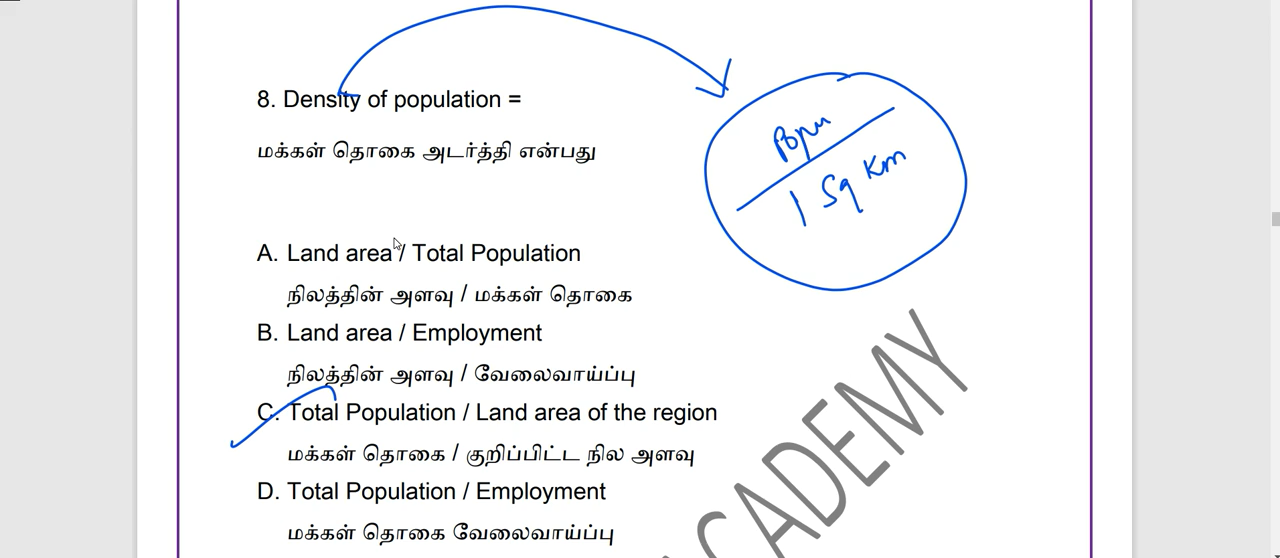 8. Density of population =
மக்கள் தொகை அடர்த்தி என்பது
Popu
1 Sq Km
A. Land area / Total Population
நிலத்தின் அளவு / மக்கள் தொகை
B. Land area / Employment
நிலத்தின் அளவு / வேலைவாய்ப்பு
C. Total Population / Land area of the region
மக்கள் தொகை / குறிப்பிட்ட நில அளவு
D. Total Population / Employment
மக்கள் தொகை வேலைவாய்ப்பு
ACADEMY